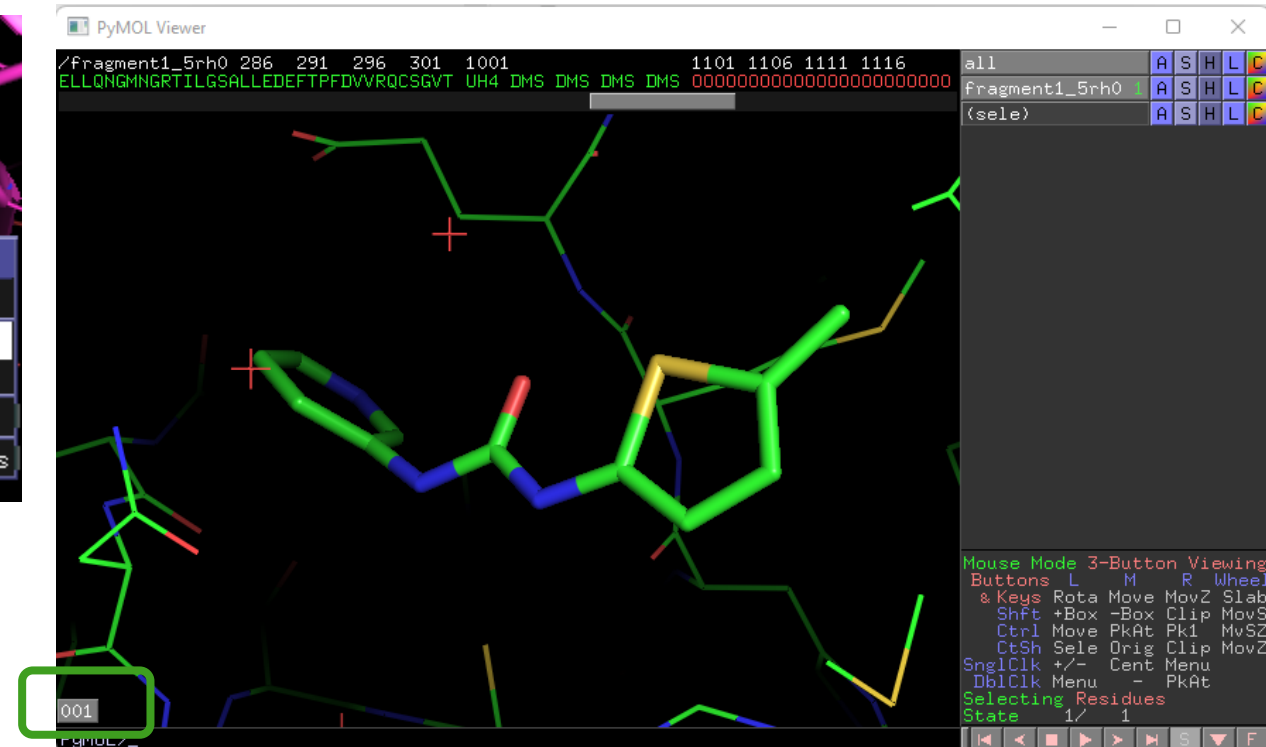 PyMOL Viewer
/fragment1_5rh0 286 291 296 301 1001 1101 1106 1111 1116
ELLQNGMNGRTILGSALLEDEFTPFDVVRQCSGVT UH4 DMS DMS DMS DMS OOOOOOOOOOOOOOOOOOOOOOO
all A S H L C
fragment1_5rh0 1 A S H L C
(sele) A S H L C
s
Mouse Mode 3-Button Viewing
Buttons L M R Wheel
& Keys Rota Move MovZ Slab
Shft +Box -Box Clip MovS
Ctrl Move PkAt Pk1 MvSZ
CtSh Sele Orig Clip MovZ
SnglClk +/- Cent Menu
DblClk Menu - PkAt
Selecting Residues
State 1/ 1
001
PyMOL>_
S F